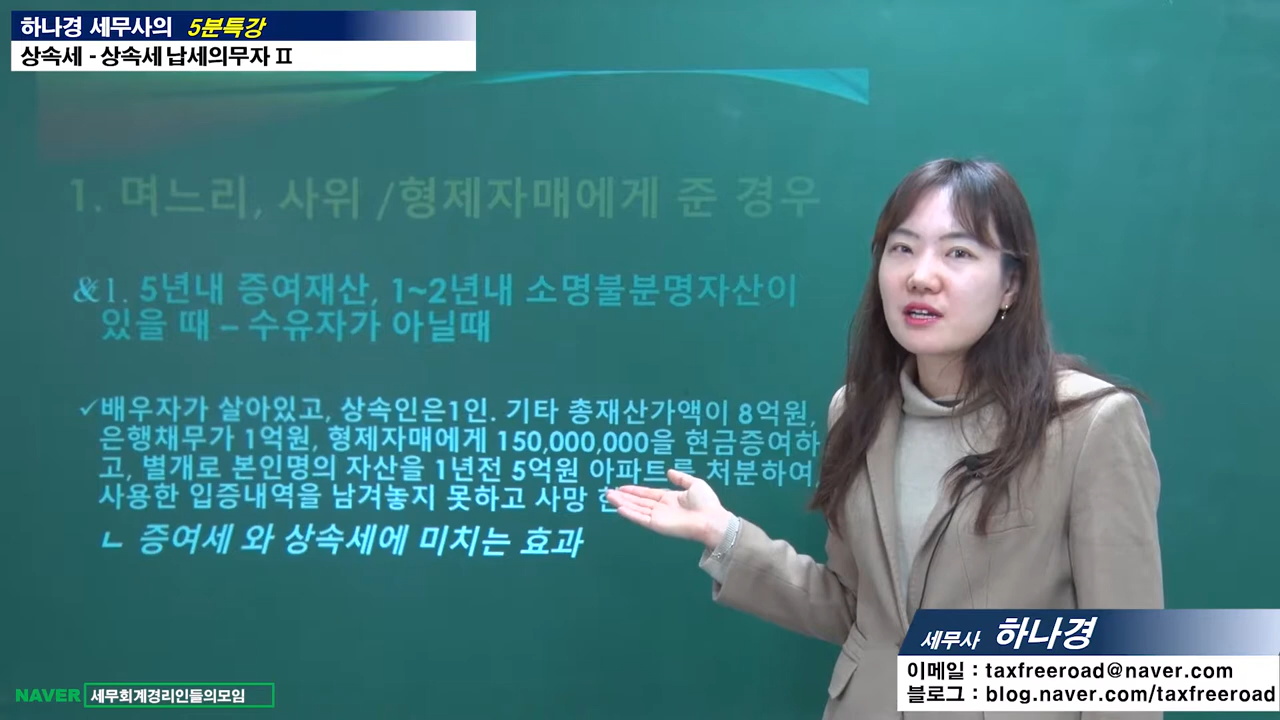 하나경 세무사의 5분특강
상속세 - 상속세 납세의무자 Ⅱ
1. 며느리, 사위 /형제자매에게 준 경우
&1. 5년내 증여재산, 1~2년내 소명불분명자산이
있을 때 – 수유자가 아닐때
✓배우자가 살아있고, 상속인은1인. 기타 총재산가액이 8억원,
은행채무가 1억원, 형제자매에게 150,000,000을 현금증여하
고, 별개로 본인명의 자산을 1년전 5억원 아파트를 처분하여,
사용한 입증내역을 남겨놓지 못하고 사망
ㄴ 증여세 와 상속세에 미치는 효과
세무사 하나경
이메일 : taxfreeroad@naver.com
블로그 : blog.naver.com/taxfreeroad
NAVER 세무회계경리인들의모임